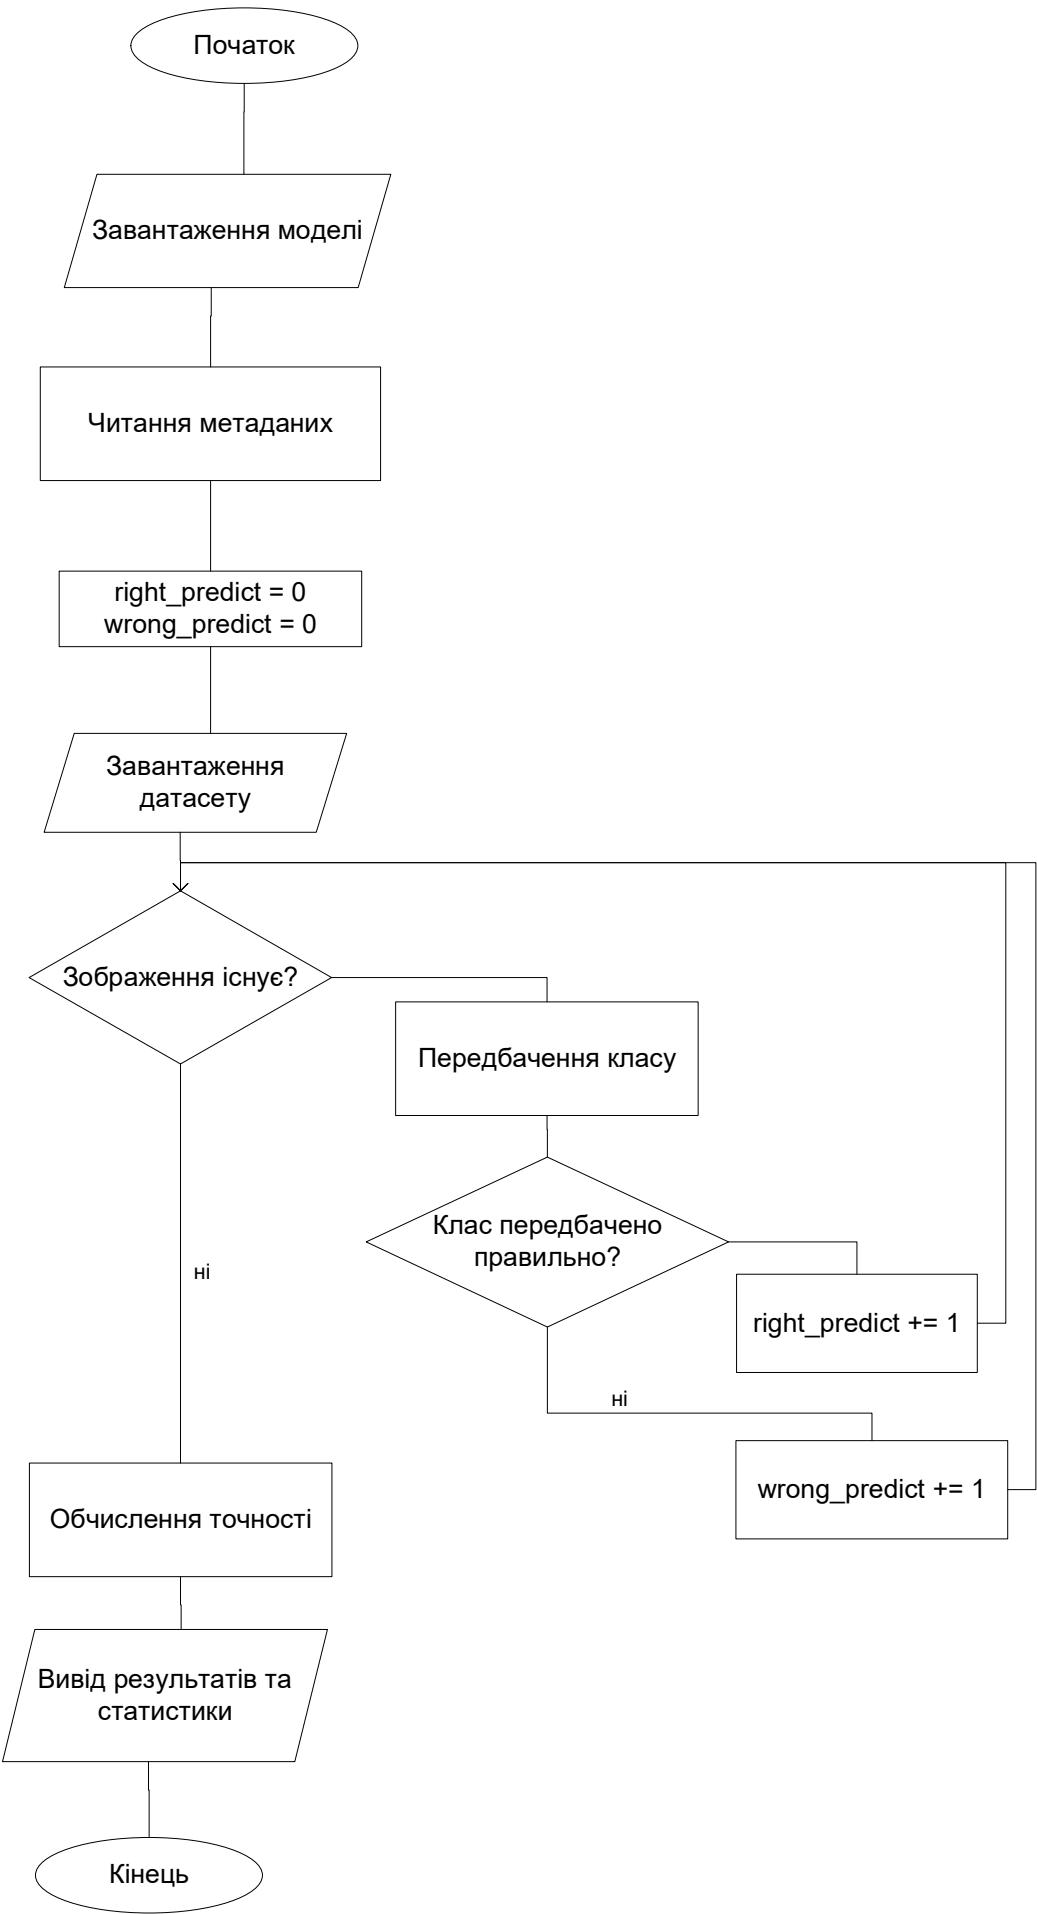 Початок
Завантаження моделі
Читання метаданих
right_predict = 0
wrong_predict = 0
Завантаження
датасету
Зображення існує?
Передбачення класу
Клас передбачено
правильно?
ні
right_predict += 1
ні
wrong_predict += 1
Обчислення точності
Вивід результатів та
статистики
Кінець